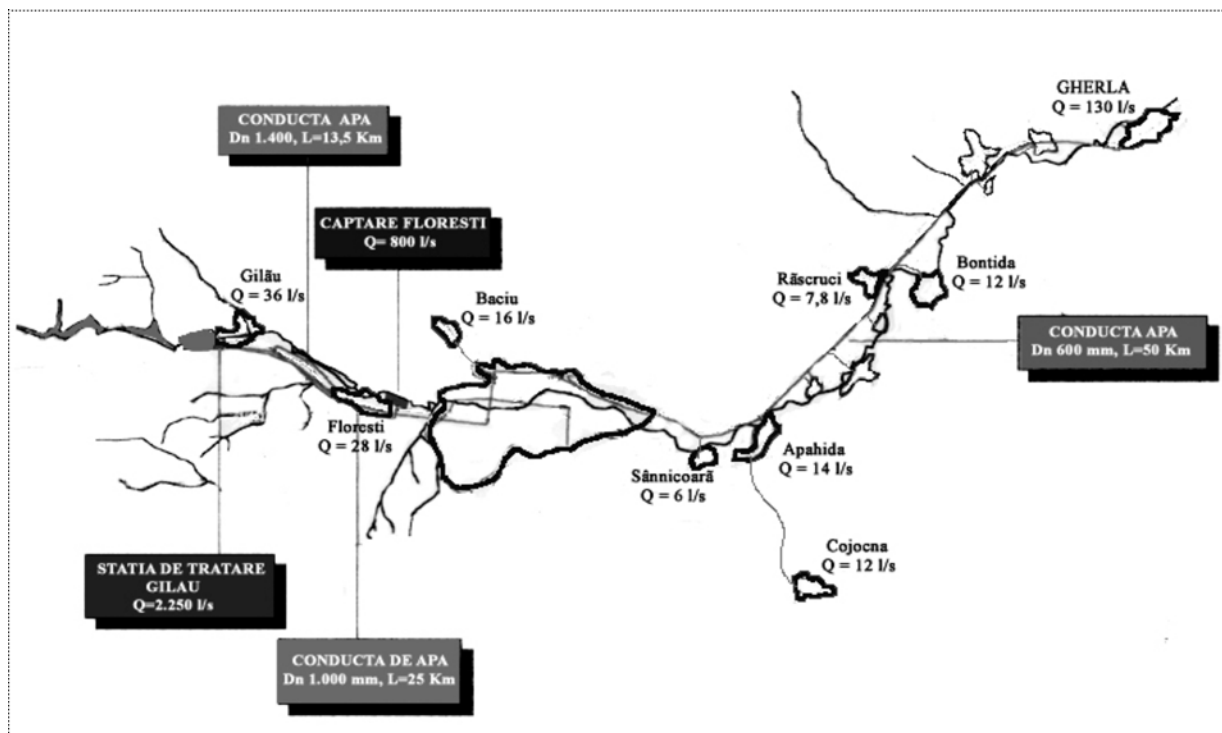 GHERLA
Q = 130 l/s
CONDUCTA APA
Dn 1.400, L=13,5 Km
CAPTARE FLORESTI
Q= 800 l/s
Gilău
Q = 36 l/s
Baciu
Q = 16 l/s
Răscruci
Q = 7,8 l/s
Bontida
Q = 12 l/s
CONDUCTA APA
Dn 600 mm, L=50 Km
Floresti
Q = 28 l/s
Sânnicoară
Q = 6 l/s
Apahida
Q = 14 l/s
Cojocna
Q = 12 l/s
STATIA DE TRATARE
GILAU
Q=2.250 l/s
CONDUCTA DE APA
Dn 1.000 mm, L=25 Km